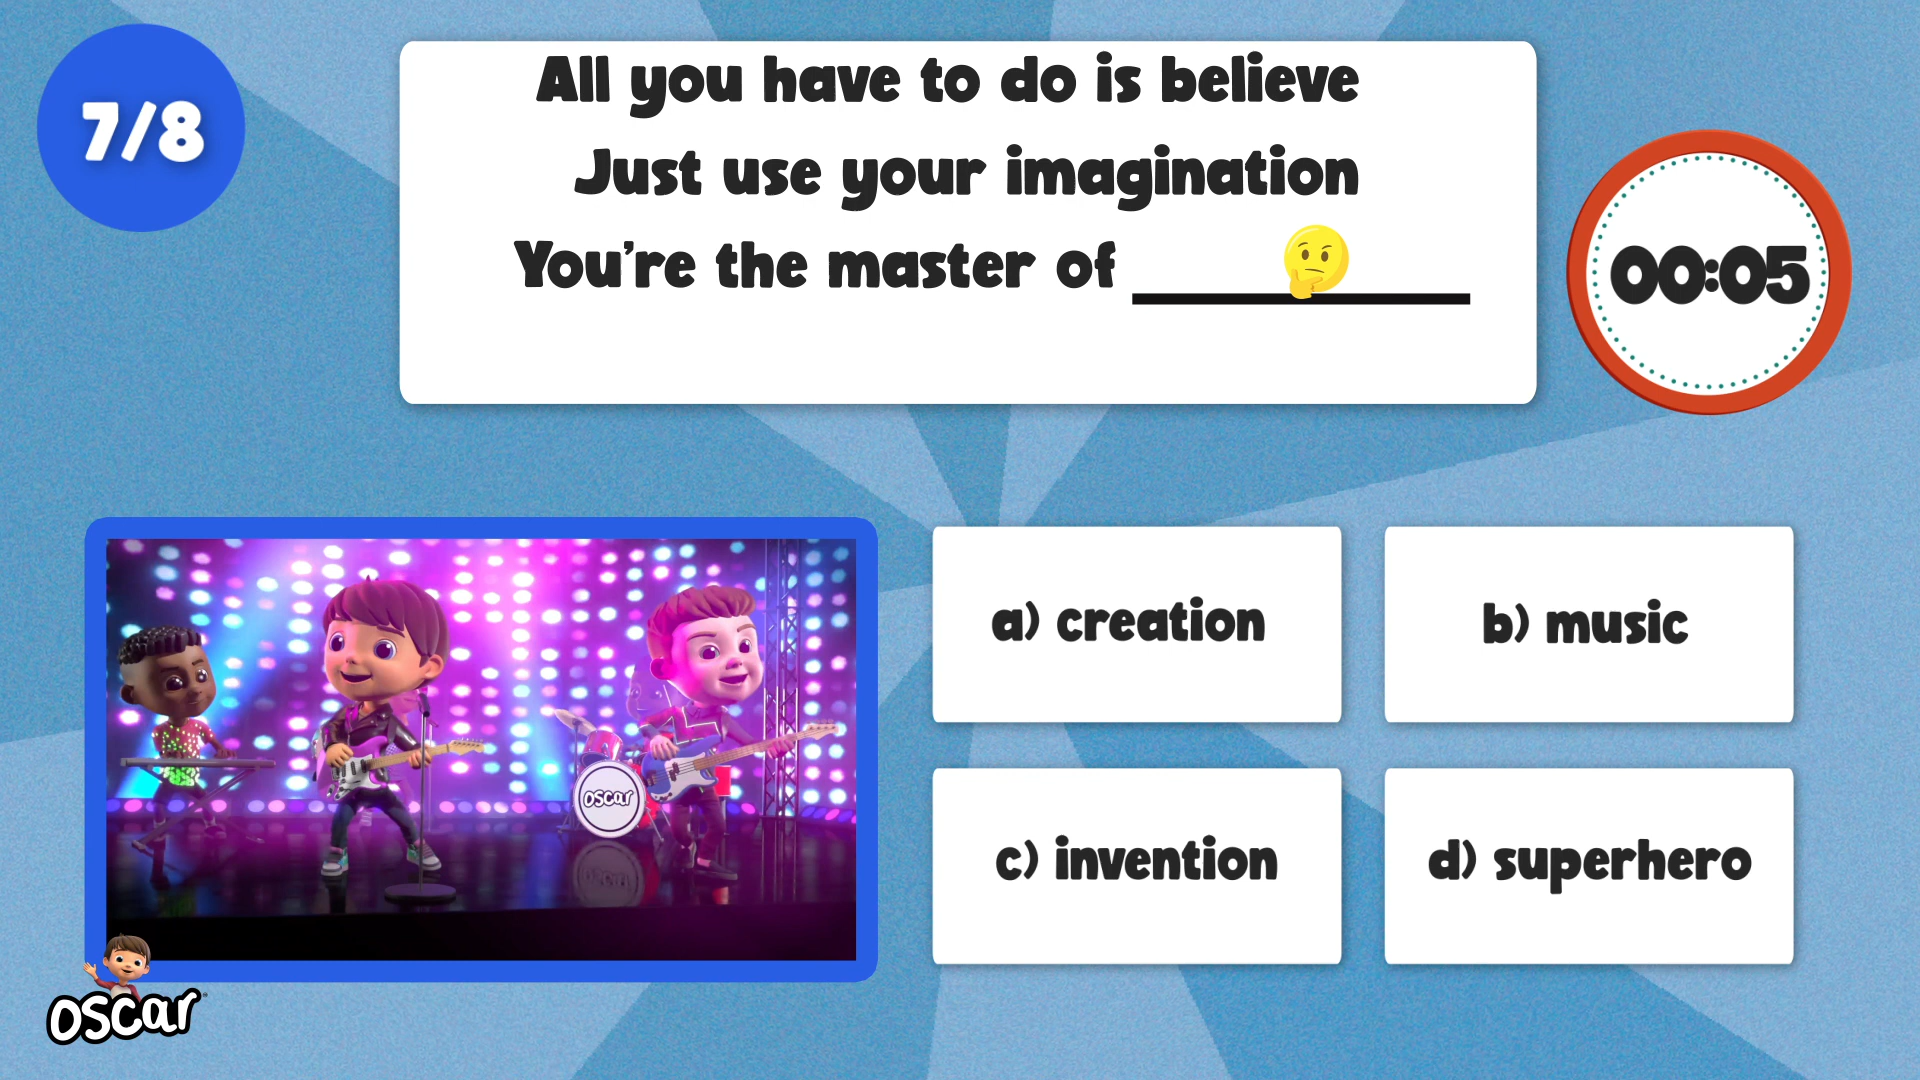 7/8
All you have to do is believe
Just use your imagination
You're the master of
00:05
a) creation
b) music
c) invention
d) superhero
oscar
oscar